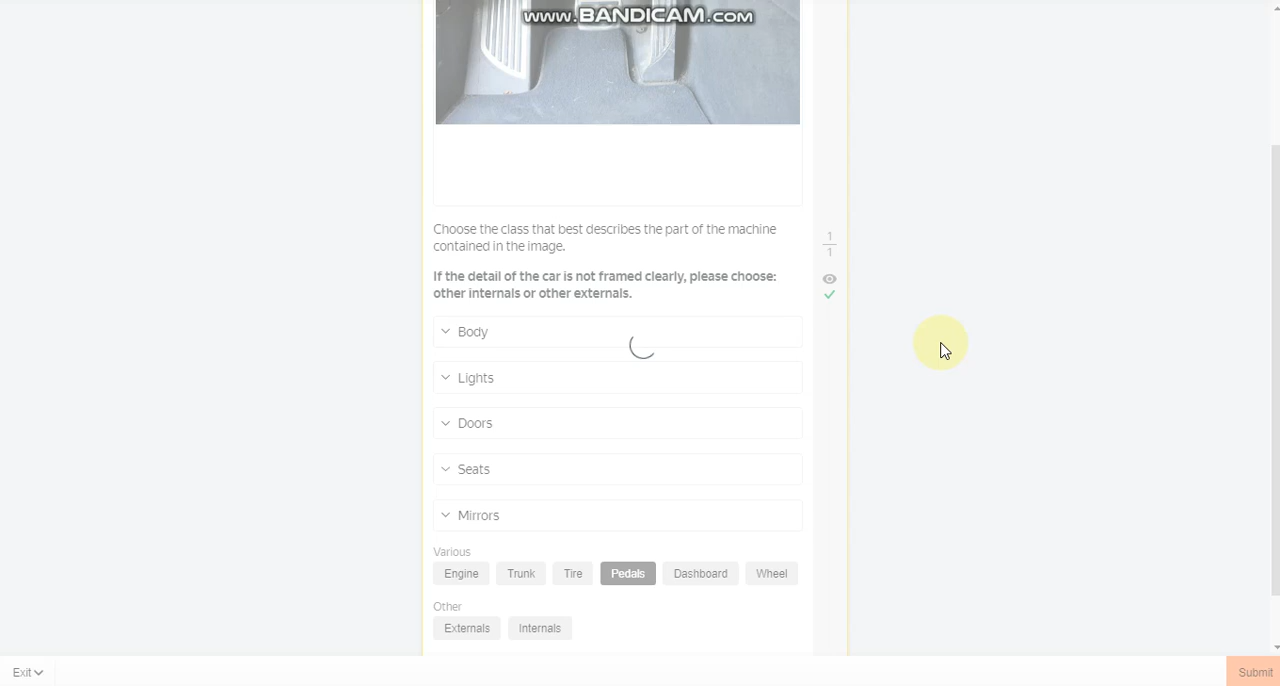 www.BANDICAM.com
Choose the class that best describes the part of the machine
contained in the image.
If the detail of the car is not framed clearly, please choose:
other internals or other externals.
1
1
Body
Lights
Doors
Seats
Mirrors
Various
Engine Trunk Tire Pedals Dashboard Wheel
Other
Externals Internals
Exit Submit